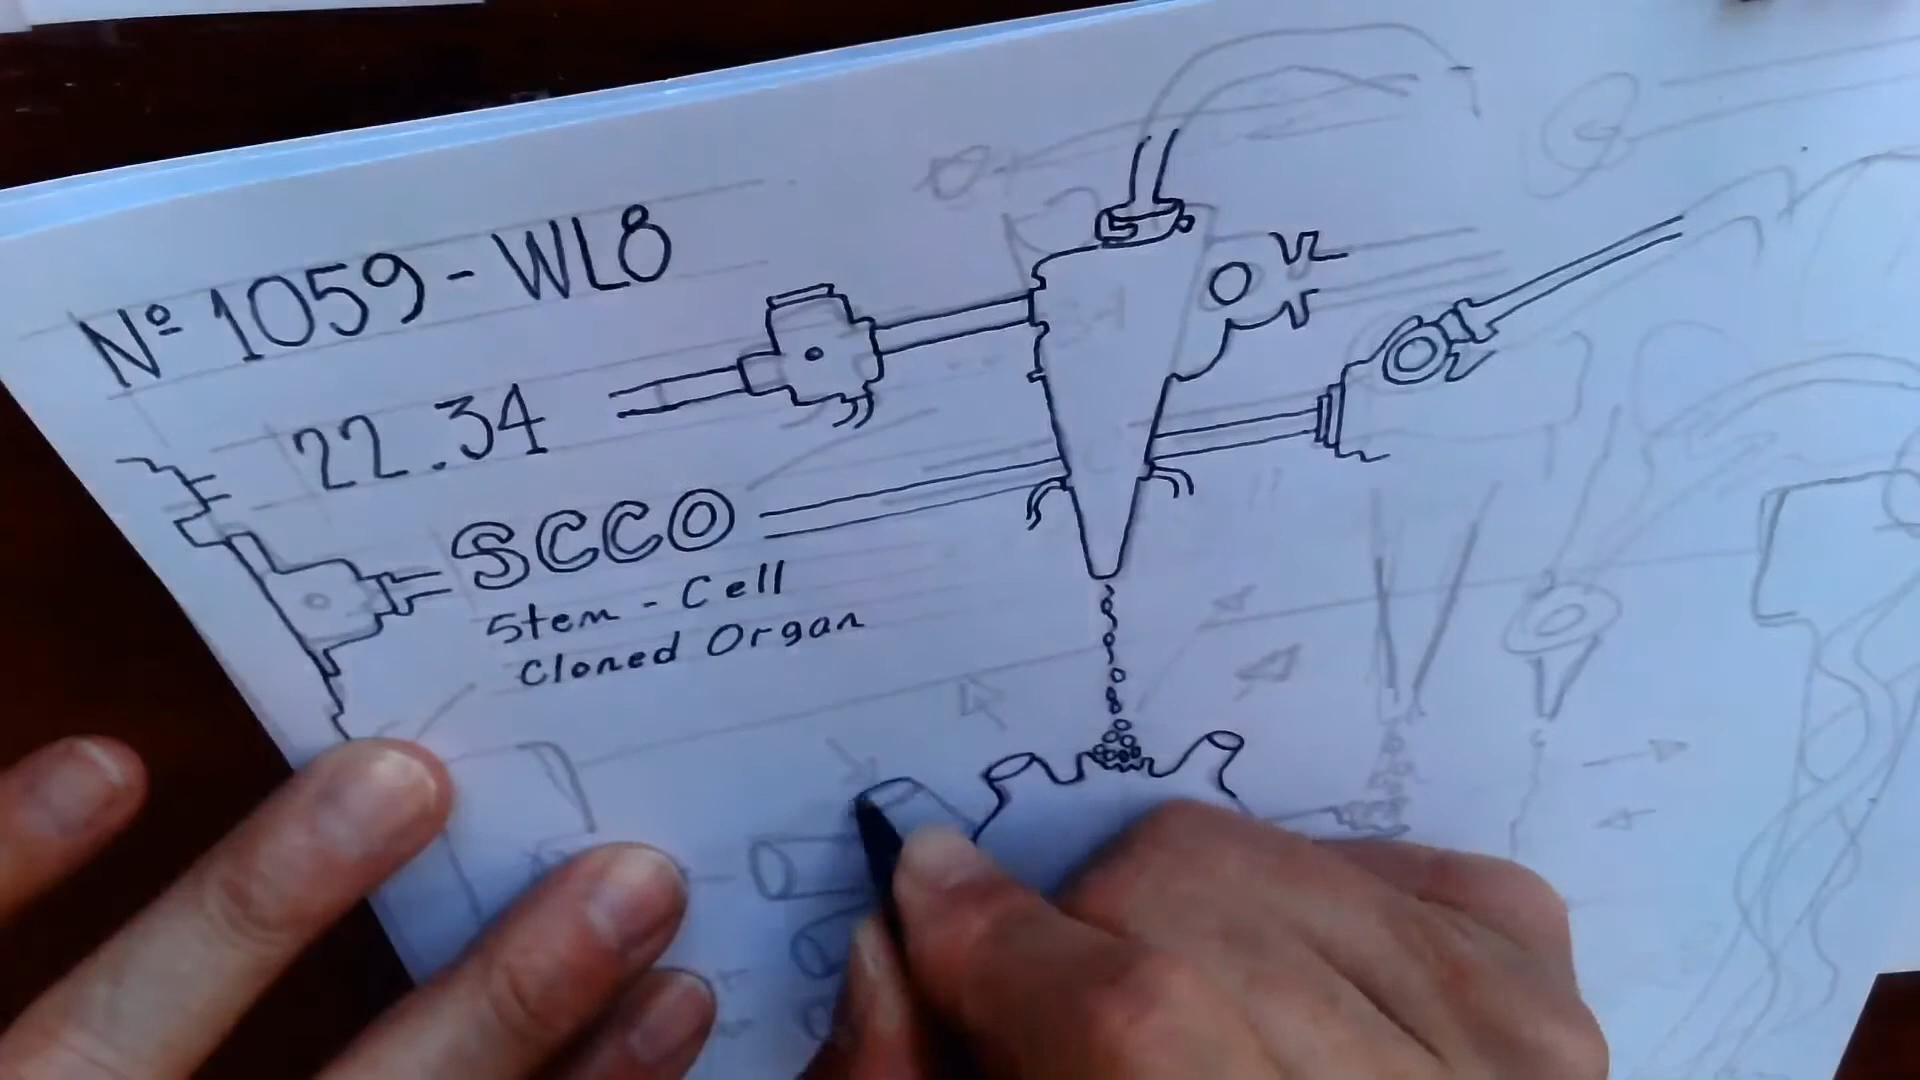 Nº 1059 - WL8
22.34
SCCO
Stem - Cell
Cloned Organ